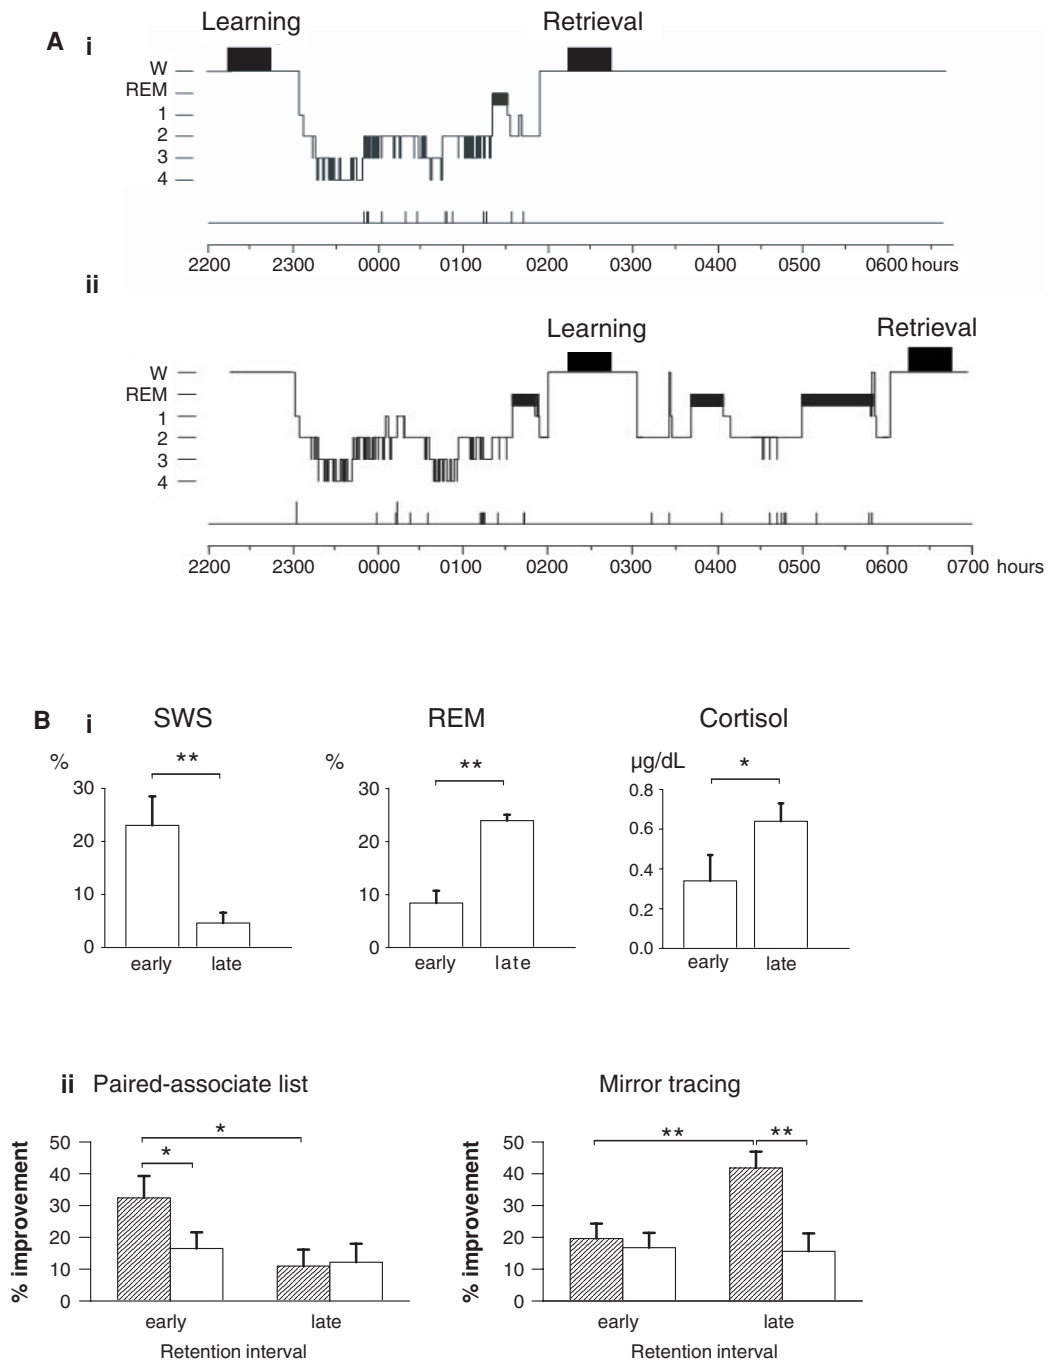 Learning Retrieval
A i
W
REM
1
2
3
4
2200 2300 0000 0100 0200 0300 0400 0500 0600 hours
ii
Learning Retrieval
W
REM
1
2
3
4
2200 2300 0000 0100 0200 0300 0400 0500 0600 0700 hours
B i SWS REM Cortisol
% % µg/dL
** ** *
30 30 0.8
0.6
20 20
0.4
10 10
0.2
0 0 0.0
early late early late early late
ii Paired-associate list Mirror tracing
* ** **
*
50 50
40 40
30 30
20 20
10 10
0 0
% improvement % improvement
early late early late
Retention interval Retention interval